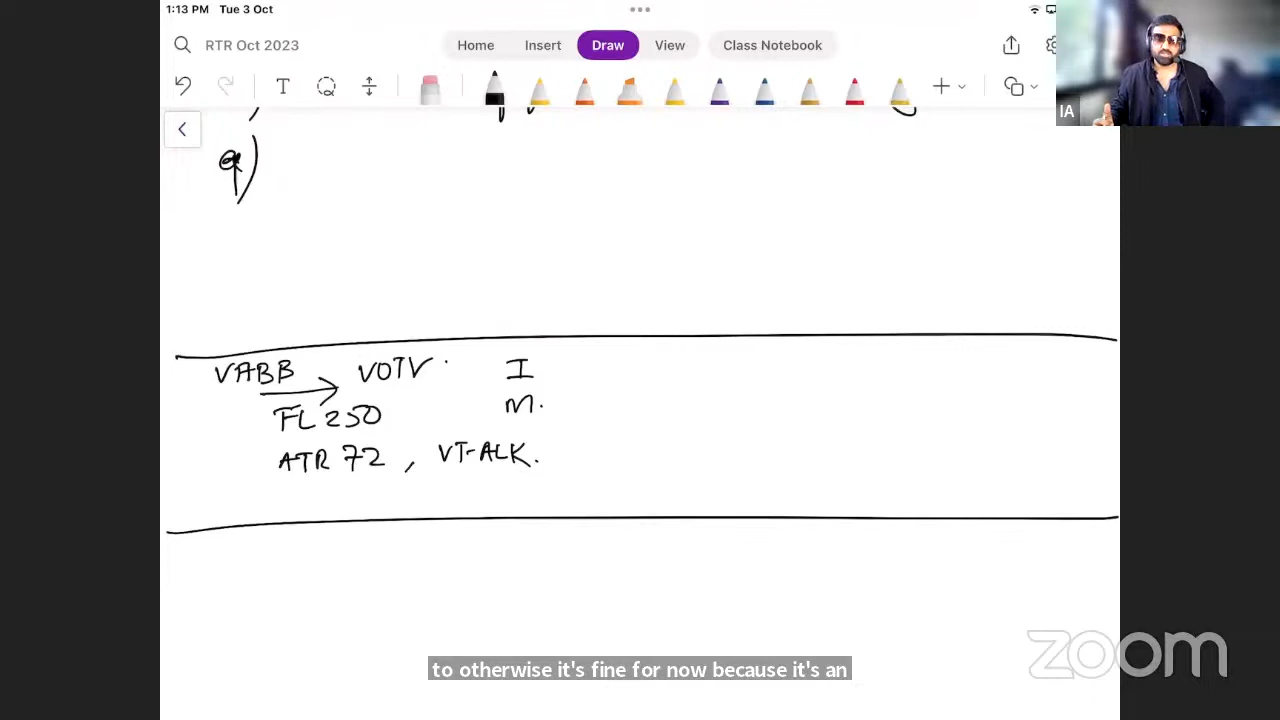 1:13 PM Tue 3 Oct
RTR Oct 2023
Home Insert Draw View Class Notebook
IA
q)
VABB → VOTV. I
FL 250 M.
ATR 72, VT-ALK.
zoom
to otherwise it's fine for now because it's an